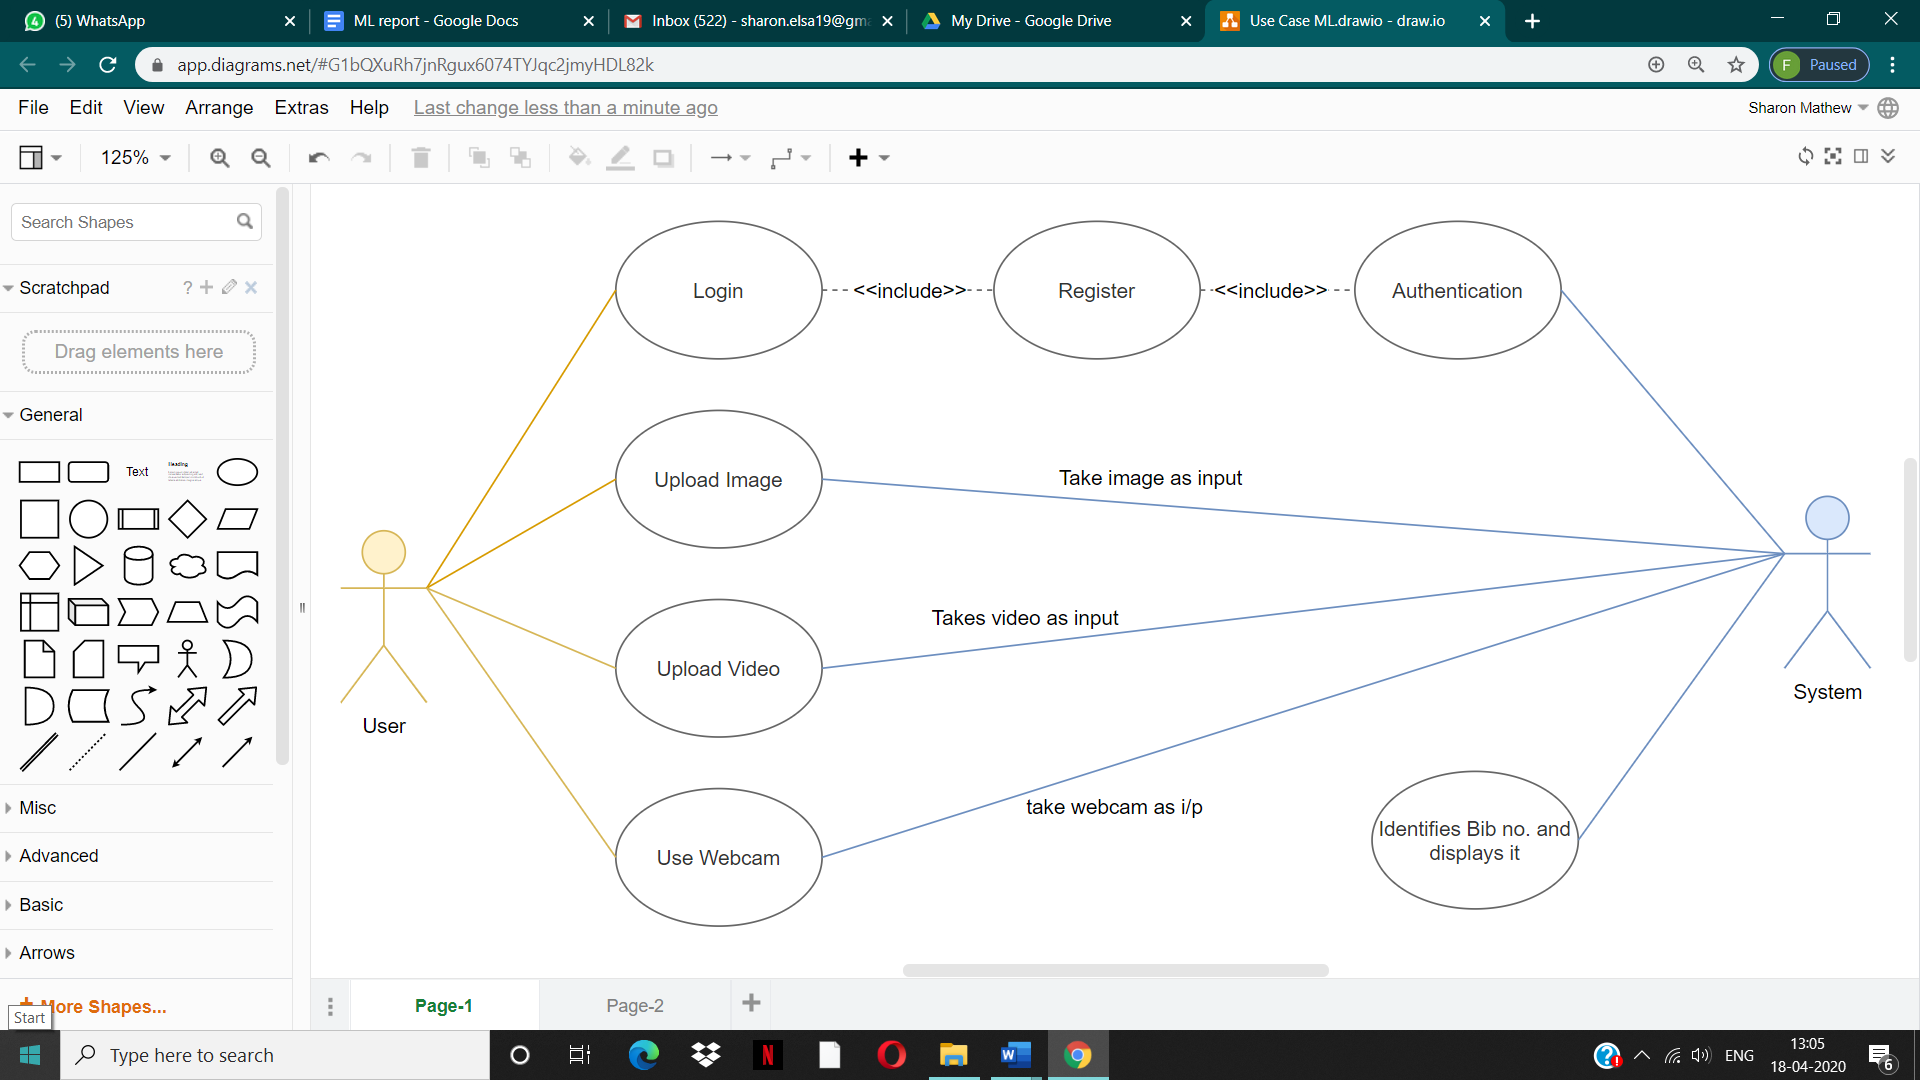 (5) WhatsApp
ML report - Google Docs
Inbox (522) - sharon.elsa19@gma
My Drive - Google Drive
Use Case ML.drawio - draw.io
app.diagrams.net/#G1bQXuRh7jnRgux6074TYJqc2jmyHDL82k
F Paused
File Edit View Arrange Extras Help Last change less than a minute ago
Sharon Mathew
125%
Search Shapes
Scratchpad
?
Drag elements here
General
Text
Heading
Misc
Advanced
Basic
Arrows
More Shapes...
Start
Login
<<include>>
Register
<<include>>
Authentication
Upload Image
Take image as input
Takes video as input
Upload Video
User
System
Use Webcam
take webcam as i/p
Identifies Bib no. and
displays it
Page-1
Page-2
Type here to search
N
W
ENG
13:05
18-04-2020
6